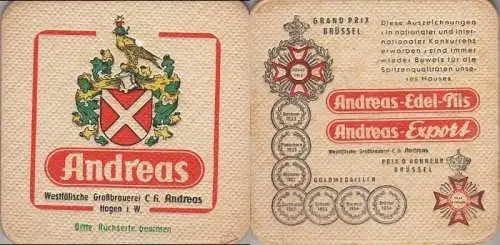 Andreas
Westfälische Großbrauerei C. H. Andreas
Hagen i. W.
Bitte Rückseite beachten
GRAND PRIX
BRÜSSEL
Diese Auszeichnungen
in nationaler und inter-
nationaler Konkurrenz
erworben, sind immer
wieder Beweis für die
Spitzenqualitäten unse-
res Hauses
Andreas-Edel-Pils
Andreas-Export
Westfälische Großbrauerei C. H. Andreas
PRIX D HONNEUR
BRÜSSEL
GOLDMEDAILLEN